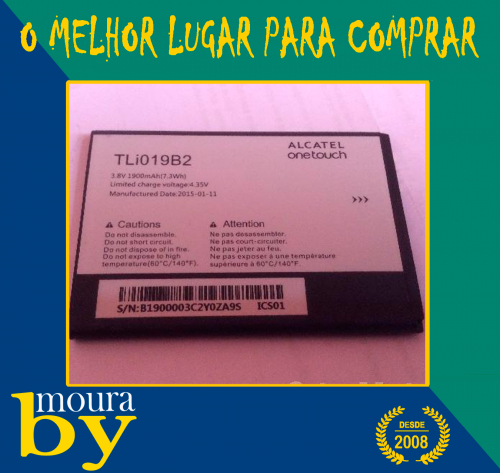 O MELHOR LUGAR PARA COMPRAR
ALCATEL
onetouch
TLi019B2
3.8V 1900mAh(7.3Wh)
Limited charge voltage:4.35V
Manufactured Date:2015-01-11
>>>
Cautions
Do not disassemble.
Do not short circuit.
Do not dispose of in fire.
Do not expose to high
temperature(60°C/140°F).
Attention
Ne pas desassembler.
Ne pas court-circuiter.
Ne pas jeter au feu.
Ne pas exposer à une température
supérieure à 60°C/140°F.
S/N:B1900003C2Y0ZA9S ICS01
moura
by
DESDE
2008